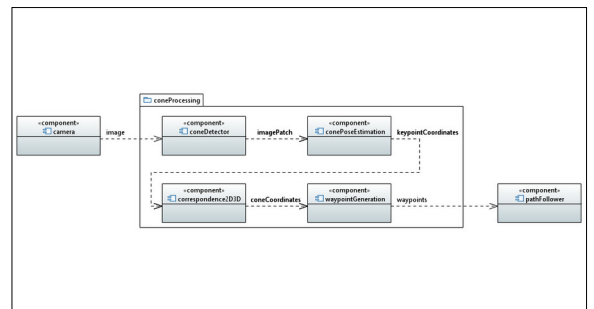 coneProcessing
«component»
camera
image
«component»
coneDetector
imagePatch
«component»
conePoseEstimation
keypointCoordinates
«component»
correspondence2D3D
coneCoordinates
«component»
waypointGeneration
waypoints
«component»
pathFollower